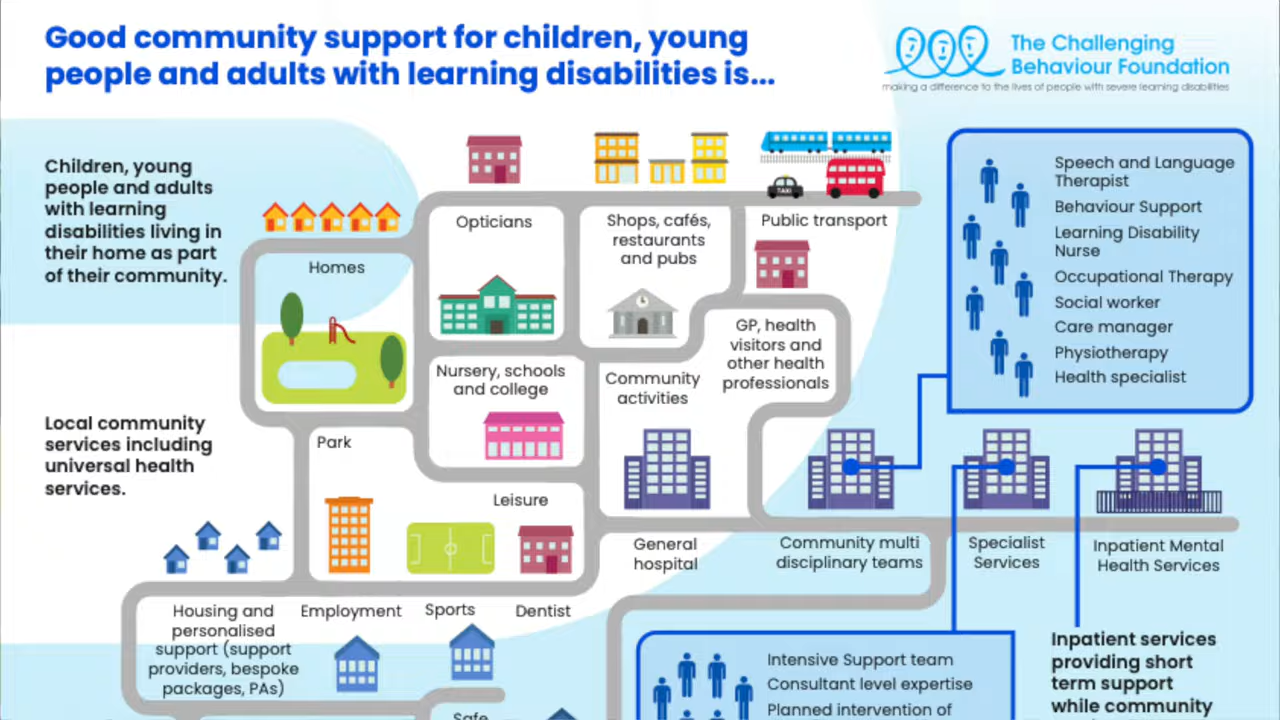 Good community support for children, young
people and adults with learning disabilities is...
The Challenging
Behaviour Foundation
making a difference to the lives of people with severe learning disabilities
Children, young
people and adults
with learning
disabilities living in
their home as part
of their community.
Homes
Opticians
Shops, cafés,
restaurants
and pubs
TAXI
Public transport
Speech and Language
Therapist
Behaviour Support
Learning Disability
Nurse
Occupational Therapy
Social worker
Care manager
Physiotherapy
Health specialist
GP, health
visitors and
other health
professionals
Nursery, schools
and college
Community
activities
Local community
services including
universal health
services.
Park
Leisure
General
hospital
Community multi
disciplinary teams
Specialist
Services
Inpatient Mental
Health Services
Housing and
personalised
support (support
providers, bespoke
packages, PAs)
Employment
Sports
Dentist
Safe
Intensive Support team
Consultant level expertise
Planned intervention of
Inpatient services
providing short
term support
while community